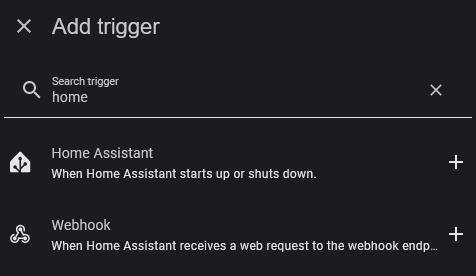 Add trigger
Search trigger
home
Home Assistant
When Home Assistant starts up or shuts down.
Webhook
When Home Assistant receives a web request to the webhook endp...